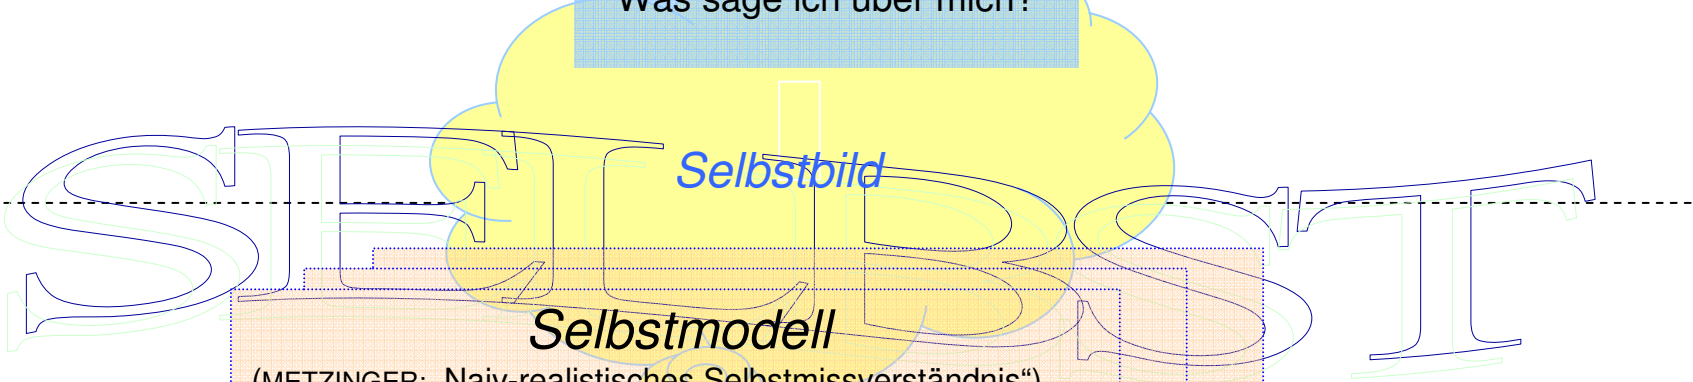 Was sage ich über mich?
SELBST
Selbstbild
Selbstmodell
(METZINGER: „Naiv-realistisches Selbstmissverständnis“)